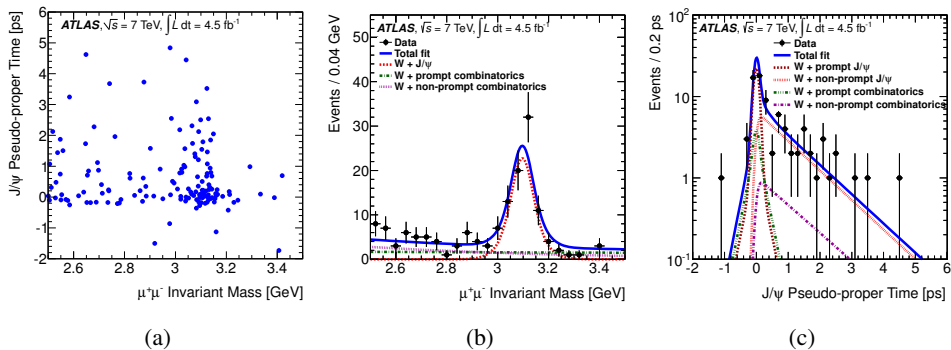 ATLAS, √s = 7 TeV, ∫L dt = 4.5 fb⁻¹
J/ψ Pseudo-proper Time [ps]
6
5
4
3
2
1
0
-1
-2
2.6 2.8 3 3.2 3.4
μ⁺μ⁻ Invariant Mass [GeV]
(a)
ATLAS, √s = 7 TeV, ∫L dt = 4.5 fb⁻¹
Data
Total fit
W + J/ψ
W + prompt combinatorics
W + non-prompt combinatorics
Events / 0.04 GeV
50
40
30
20
10
0
2.6 2.8 3 3.2 3.4
μ⁺μ⁻ Invariant Mass [GeV]
(b)
ATLAS, √s = 7 TeV, ∫L dt = 4.5 fb⁻¹
Data
Total fit
W + prompt J/ψ
W + non-prompt J/ψ
W + prompt combinatorics
W + non-prompt combinatorics
Events / 0.2 ps
10²
10
1
10⁻¹
-2 -1 0 1 2 3 4 5 6
J/ψ Pseudo-proper Time [ps]
(c)